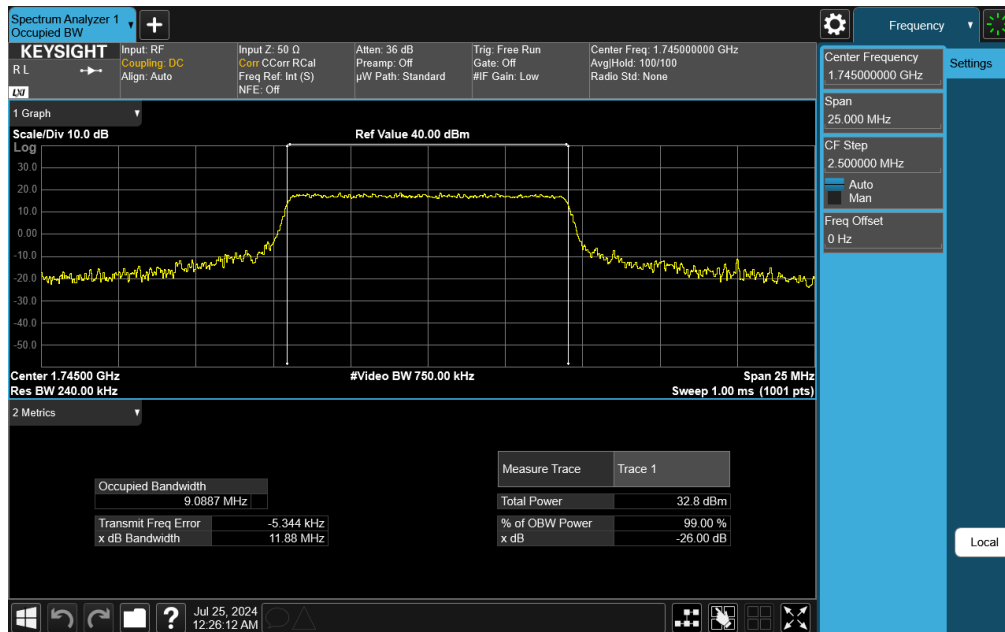 Spectrum Analyzer 1
Occupied BW
Frequency
KEYSIGHT
R L
LXI
Input: RF
Coupling: DC
Align: Auto
Input Z: 50 Ω
Corr CCorr RCal
Freq Ref: Int (S)
NFE: Off
Atten: 36 dB
Preamp: Off
µW Path: Standard
Trig: Free Run
Gate: Off
#IF Gain: Low
Center Freq: 1.745000000 GHz
Avg|Hold: 100/100
Radio Std: None
Center Frequency
1.745000000 GHz
Settings
Span
25.000 MHz
CF Step
2.500000 MHz
Auto
Man
Freq Offset
0 Hz
Local
1 Graph
Scale/Div 10.0 dB
Ref Value 40.00 dBm
Log
30.0
20.0
10.0
0.00
-10.0
-20.0
-30.0
-40.0
-50.0
Center 1.74500 GHz
#Video BW 750.00 kHz
Span 25 MHz
Res BW 240.00 kHz
Sweep 1.00 ms (1001 pts)
2 Metrics
Occupied Bandwidth
9.0887 MHz
Transmit Freq Error -5.344 kHz
x dB Bandwidth 11.88 MHz
Measure Trace Trace 1
Total Power 32.8 dBm
% of OBW Power 99.00 %
x dB -26.00 dB
?
Jul 25, 2024
12:26:12 AM